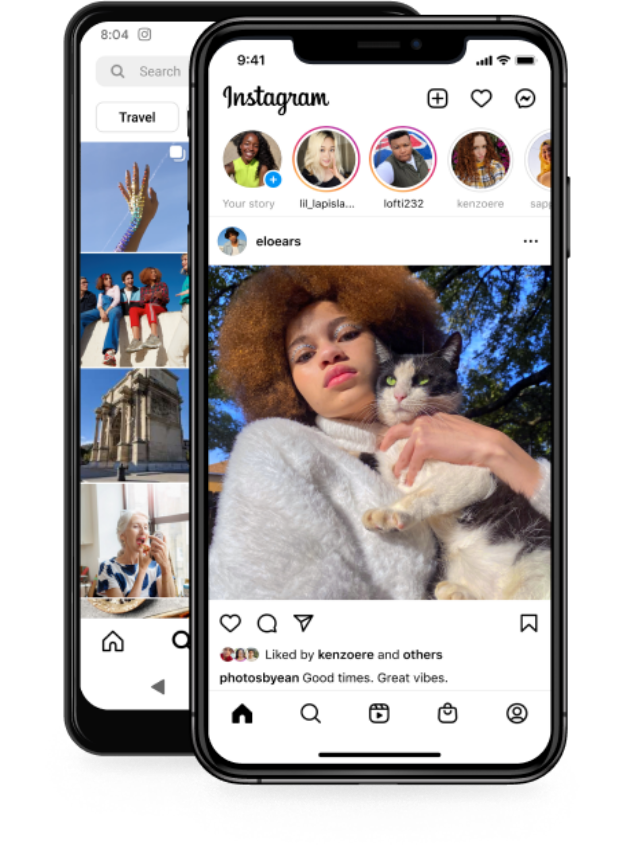 8:04
Search
Travel
9:41
Instagram
Your story
lil_lapisla...
lofti232
kenzoere
sapp
eloears
Liked by kenzoere and others
photosbyean Good times. Great vibes.